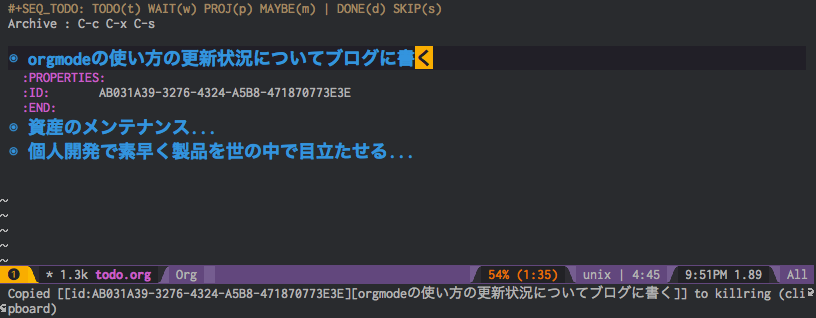 #+SEQ_TODO: TODO(t) WAIT(w) PROJ(p) MAYBE(m) | DONE(d) SKIP(s)
Archive : C-c C-x C-s
orgmodeの使い方の更新状況についてブログに書く
:PROPERTIES:
:ID: AB031A39-3276-4324-A5B8-471870773E3E
:END:
資産のメンテナンス...
個人開発で素早く製品を世の中で目立たせる...
~
~
~
~
~
❶ * 1.3k todo.org Org 54% (1:35) unix | 4:45 9:51PM 1.89 All
Copied [[id:AB031A39-3276-4324-A5B8-471870773E3E][orgmodeの使い方の更新状況についてブログに書く]] to killring (cli
pboard)